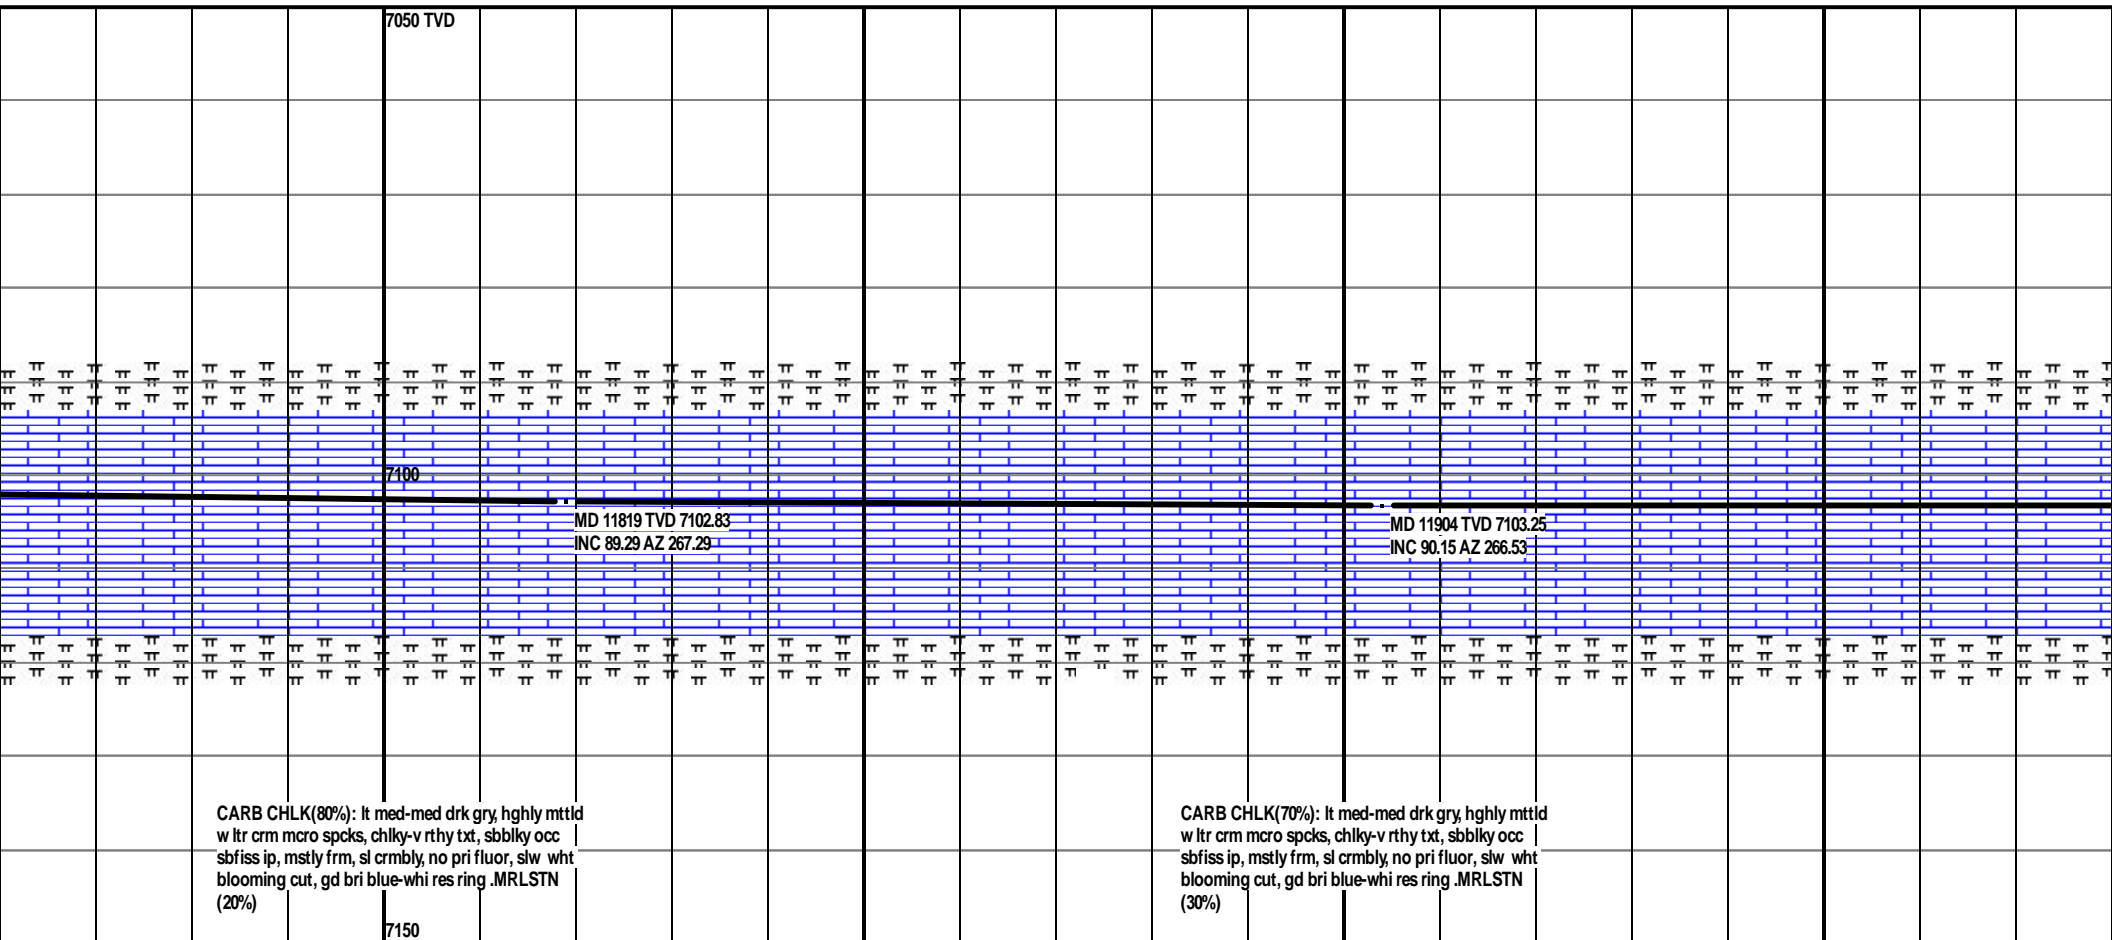 7050 TVD
7100
MD 11819 TVD 7102.83
INC 89.29 AZ 267.29
MD 11904 TVD 7103.25
INC 90.15 AZ 266.53
CARB CHLK(80%): lt med-med drk gry, hghly mttld
w ltr crm mcro spcks, chlky-v rthy txt, sbblky occ
sbfiss ip, mstly frm, sl crmbly, no pri fluor, slw wht
blooming cut, gd bri blue-whi res ring .MRLSTN
(20%)
CARB CHLK(70%): lt med-med drk gry, hghly mttld
w ltr crm mcro spcks, chlky-v rthy txt, sbblky occ
sbfiss ip, mstly frm, sl crmbly, no pri fluor, slw wht
blooming cut, gd bri blue-whi res ring .MRLSTN
(30%)
7150